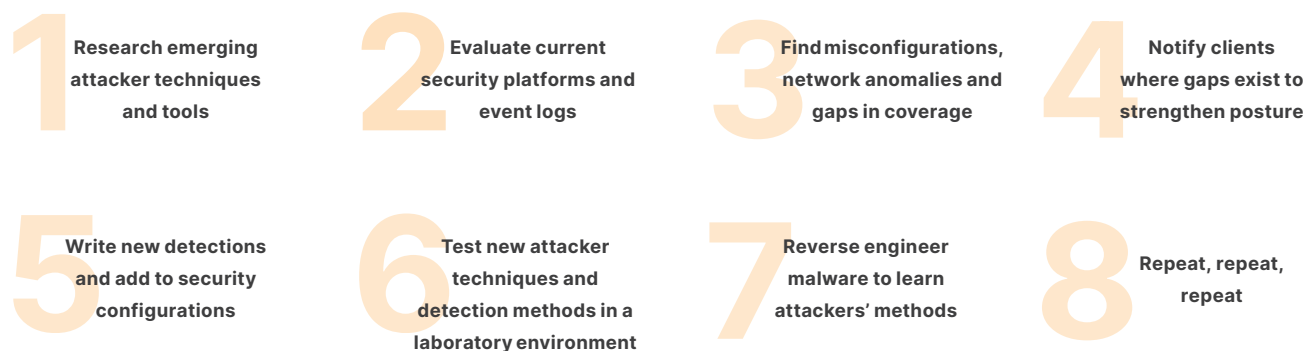 1
Research emerging
attacker techniques
and tools
2
Evaluate current
security platforms and
event logs
3
Find misconfigurations,
network anomalies and
gaps in coverage
4
Notify clients
where gaps exist to
strengthen posture
5
Write new detections
and add to security
configurations
6
Test new attacker
techniques and
detection methods in a
laboratory environment
7
Reverse engineer
malware to learn
attackers’ methods
8
Repeat, repeat,
repeat